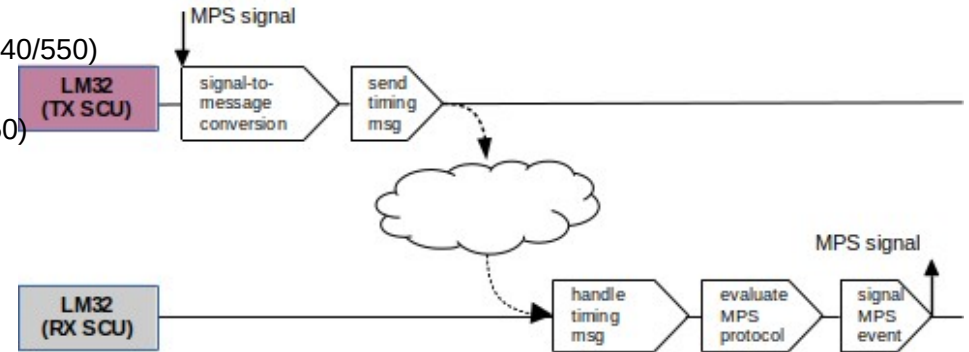 MPS signal
40/550)
LM32
(TX SCU)
signal-to-
message
conversion
send
timing
msg
60)
MPS signal
LM32
(RX SCU)
handle
timing
msg
evaluate
MPS
protocol
signal
MPS
event